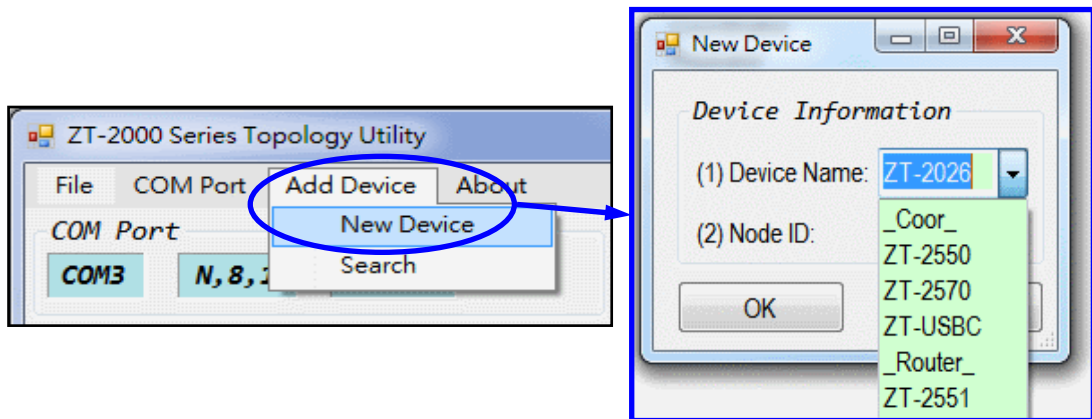 ZT-2000 Series Topology Utility
File COM Port Add Device About
New Device
Search
COM Port
COM3 N,8,1
New Device
Device Information
(1) Device Name: ZT-2026
(2) Node ID:
_Coor_
ZT-2550
ZT-2570
ZT-USBC
_Router_
ZT-2551
OK